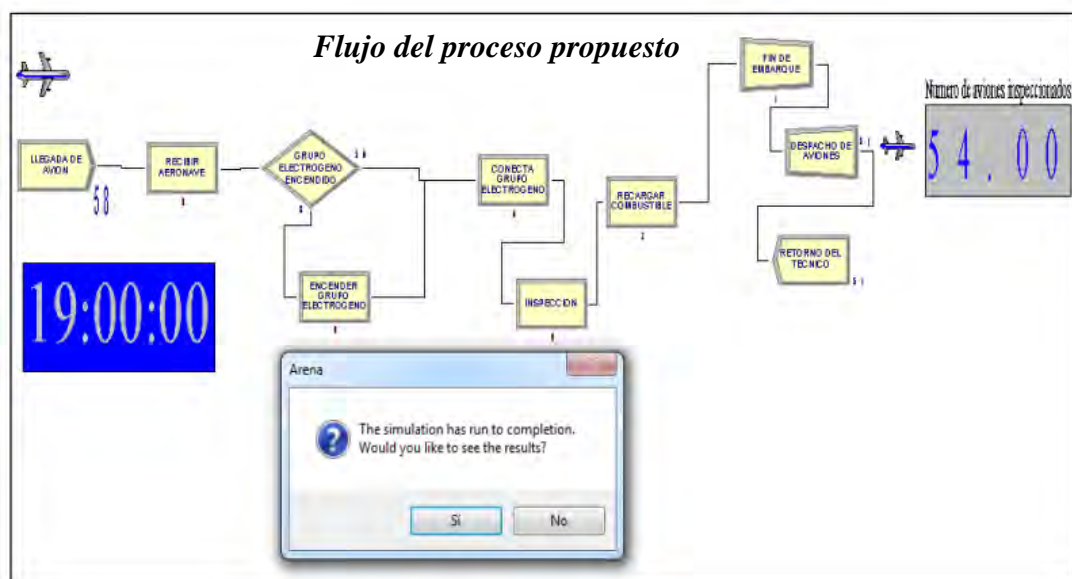 Flujo del proceso propuesto
LLEGADA DE
AVION
58
RECIBIR
AERONAVE
GRUPO
ELECTROGENO
ENCENDIDO
ENCENDER
GRUPO
ELECTROGENO
CONECTA
GRUPO
ELECTROGENO
INSPECCION
RECARGAR
COMBUSTIBLE
FIN DE
EMBARQUE
DESPACHO DE
AVIONES
RETORNO DEL
TECNICO
Numero de aviones inspeccionados
54.00
19:00:00
Arena
The simulation has run to completion.
Would you like to see the results?
Sí
No